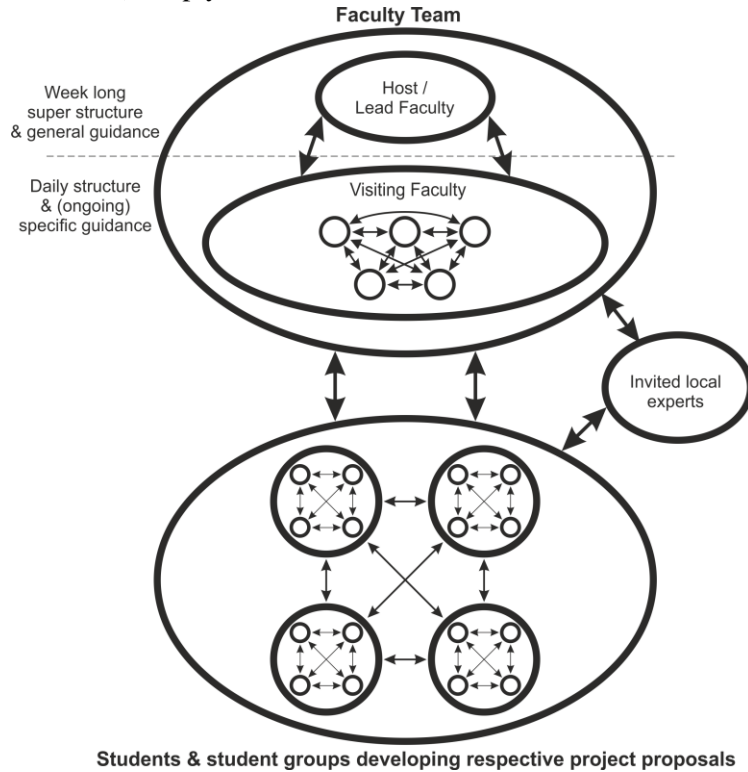 Faculty Team
Week long
super structure
& general guidance
Host /
Lead Faculty
Daily structure
& (ongoing)
specific guidance
Visiting Faculty
Invited local
experts
Students & student groups developing respective project proposals